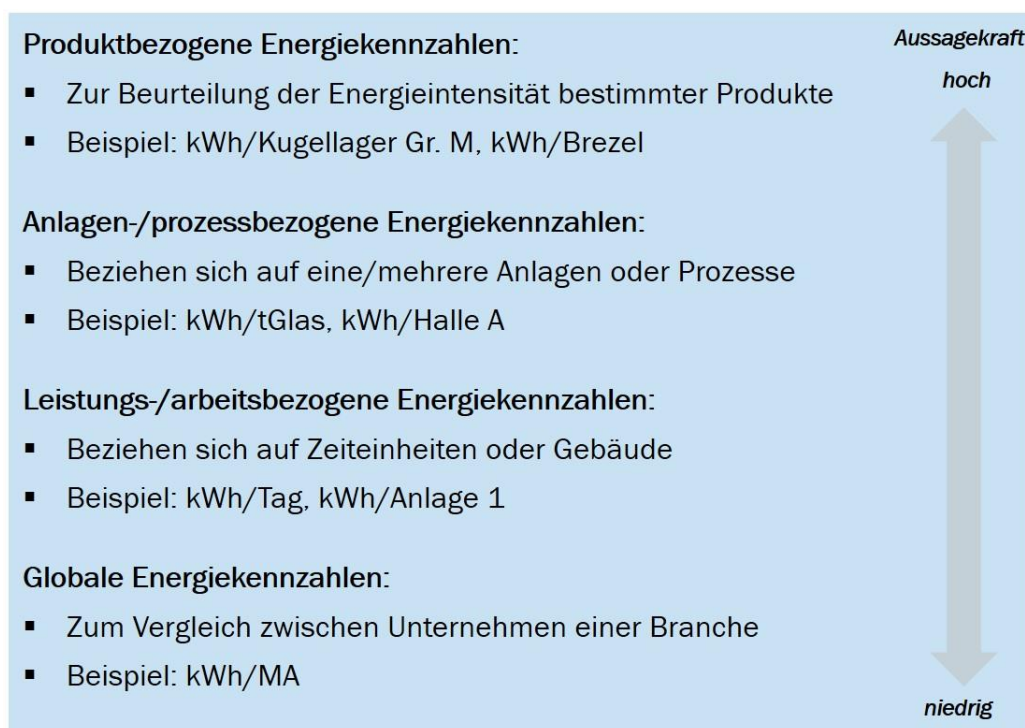 Produktbezogene Energiekennzahlen:
▪ Zur Beurteilung der Energieintensität bestimmter Produkte
▪ Beispiel: kWh/Kugellager Gr. M, kWh/Brezel
Anlagen-/prozessbezogene Energiekennzahlen:
▪ Beziehen sich auf eine/mehrere Anlagen oder Prozesse
▪ Beispiel: kWh/tGlas, kWh/Halle A
Leistungs-/arbeitsbezogene Energiekennzahlen:
▪ Beziehen sich auf Zeiteinheiten oder Gebäude
▪ Beispiel: kWh/Tag, kWh/Anlage 1
Globale Energiekennzahlen:
▪ Zum Vergleich zwischen Unternehmen einer Branche
▪ Beispiel: kWh/MA
Aussagekraft
hoch
niedrig